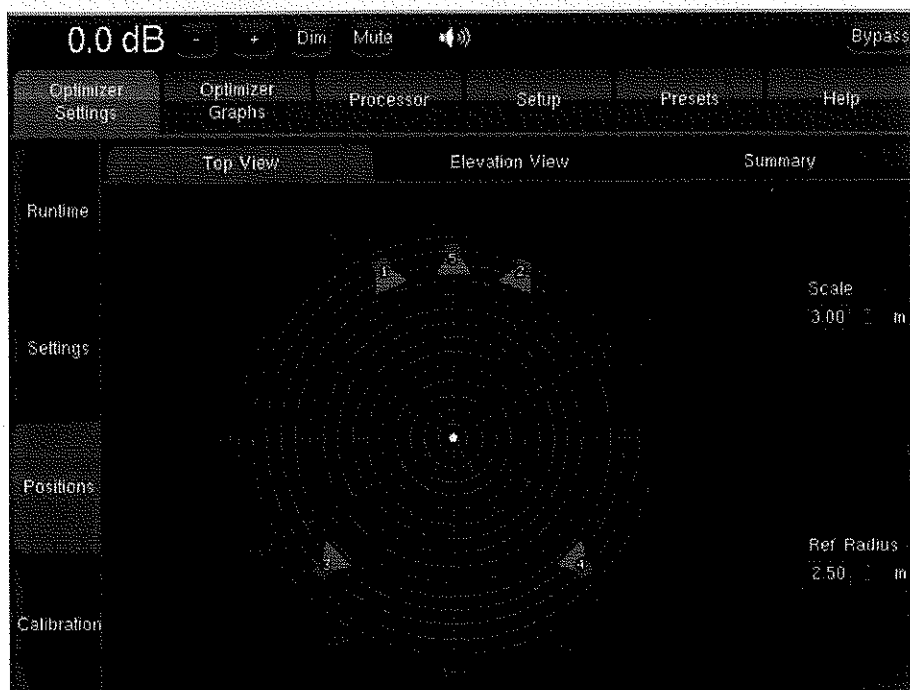 0.0 dB - + Dim Mute Bypass
Optimizer Settings
Optimizer Graphs
Processor
Setup
Presets
Help
Top View
Elevation View
Summary
Runtime
Settings
Positions
Calibration
1
5
2
3
4
Scale
3.00 m
Ref Radius
2.50 m